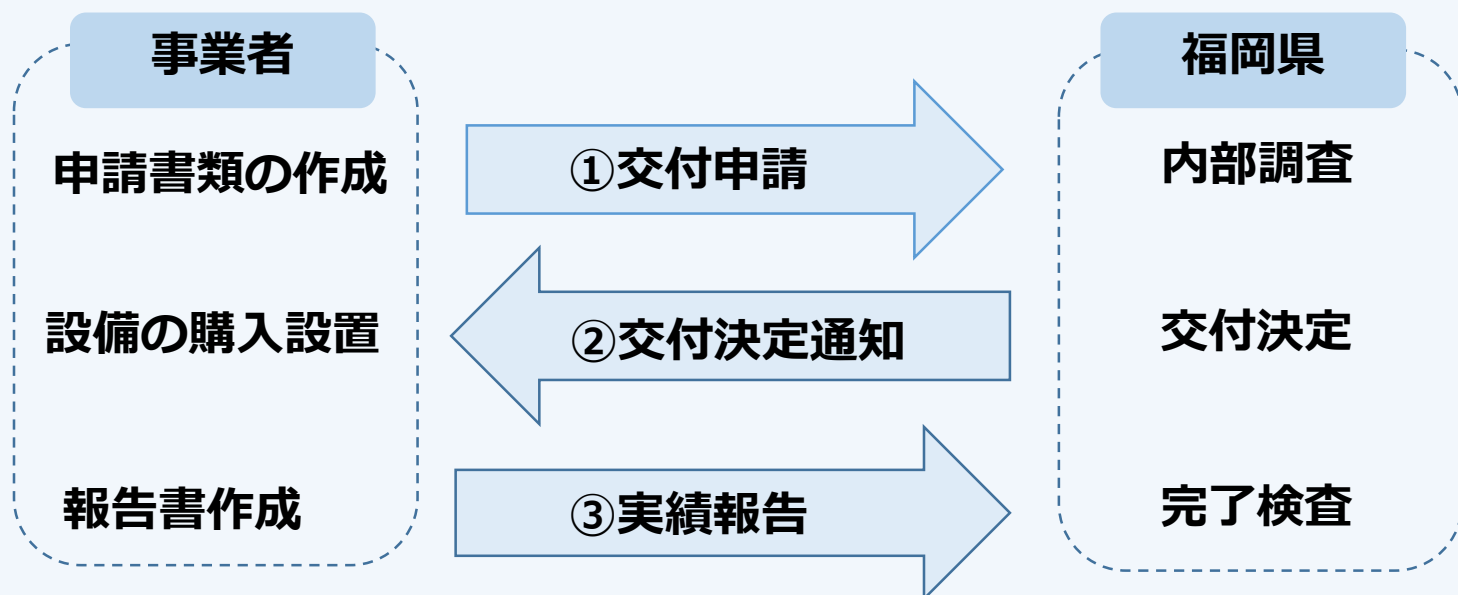 事業者
福岡県
申請書類の作成
①交付申請
内部調査
設備の購入設置
②交付決定通知
交付決定
報告書作成
③実績報告
完了検査